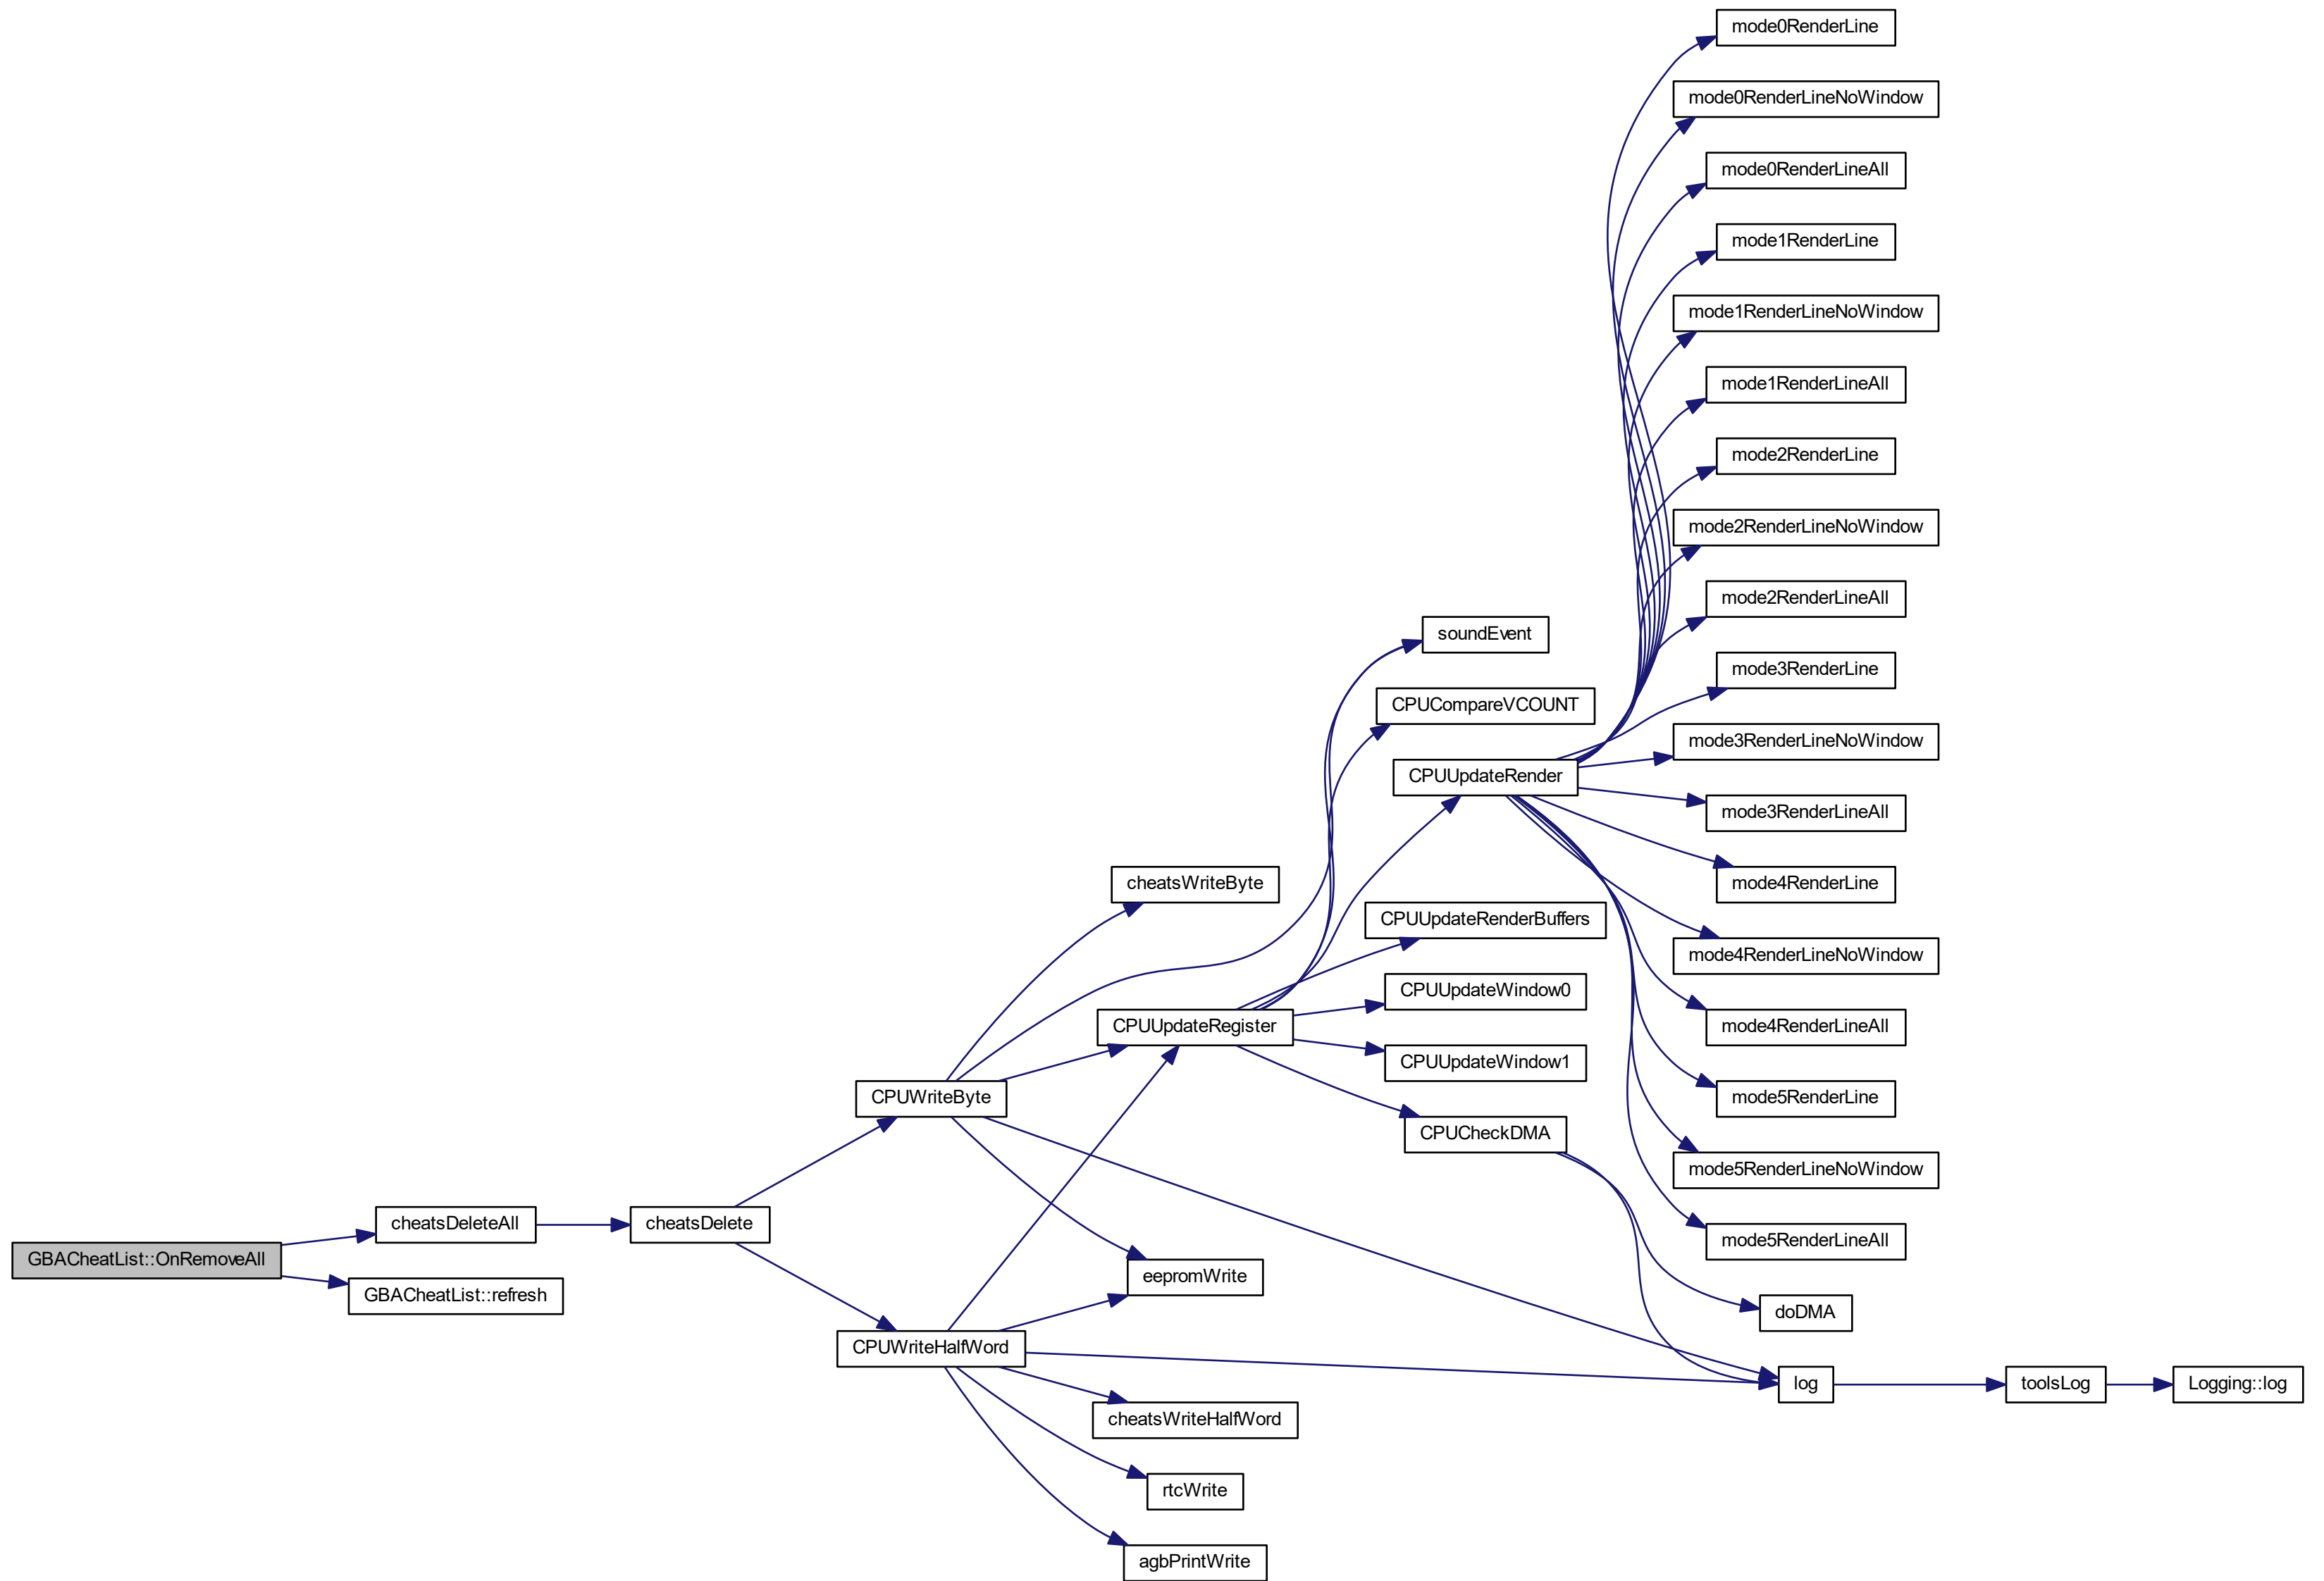 mode0RenderLine
mode0RenderLineNoWindow
mode0RenderLineAll
mode1RenderLine
mode1RenderLineNoWindow
mode1RenderLineAll
mode2RenderLine
mode2RenderLineNoWindow
mode2RenderLineAll
soundEvent
mode3RenderLine
CPUCompareVCOUNT
mode3RenderLineNoWindow
CPUUpdateRender
mode3RenderLineAll
cheatsWriteByte
mode4RenderLine
CPUUpdateRenderBuffers
mode4RenderLineNoWindow
CPUUpdateWindow0
CPUUpdateRegister
mode4RenderLineAll
CPUUpdateWindow1
CPUWriteByte
mode5RenderLine
CPUCheckDMA
mode5RenderLineNoWindow
cheatsDeleteAll
cheatsDelete
mode5RenderLineAll
GBACheatList::OnRemoveAll
eepromWrite
GBACheatList::refresh
doDMA
CPUWriteHalfWord
log
toolsLog
Logging::log
cheatsWriteHalfWord
rtcWrite
agbPrintWrite